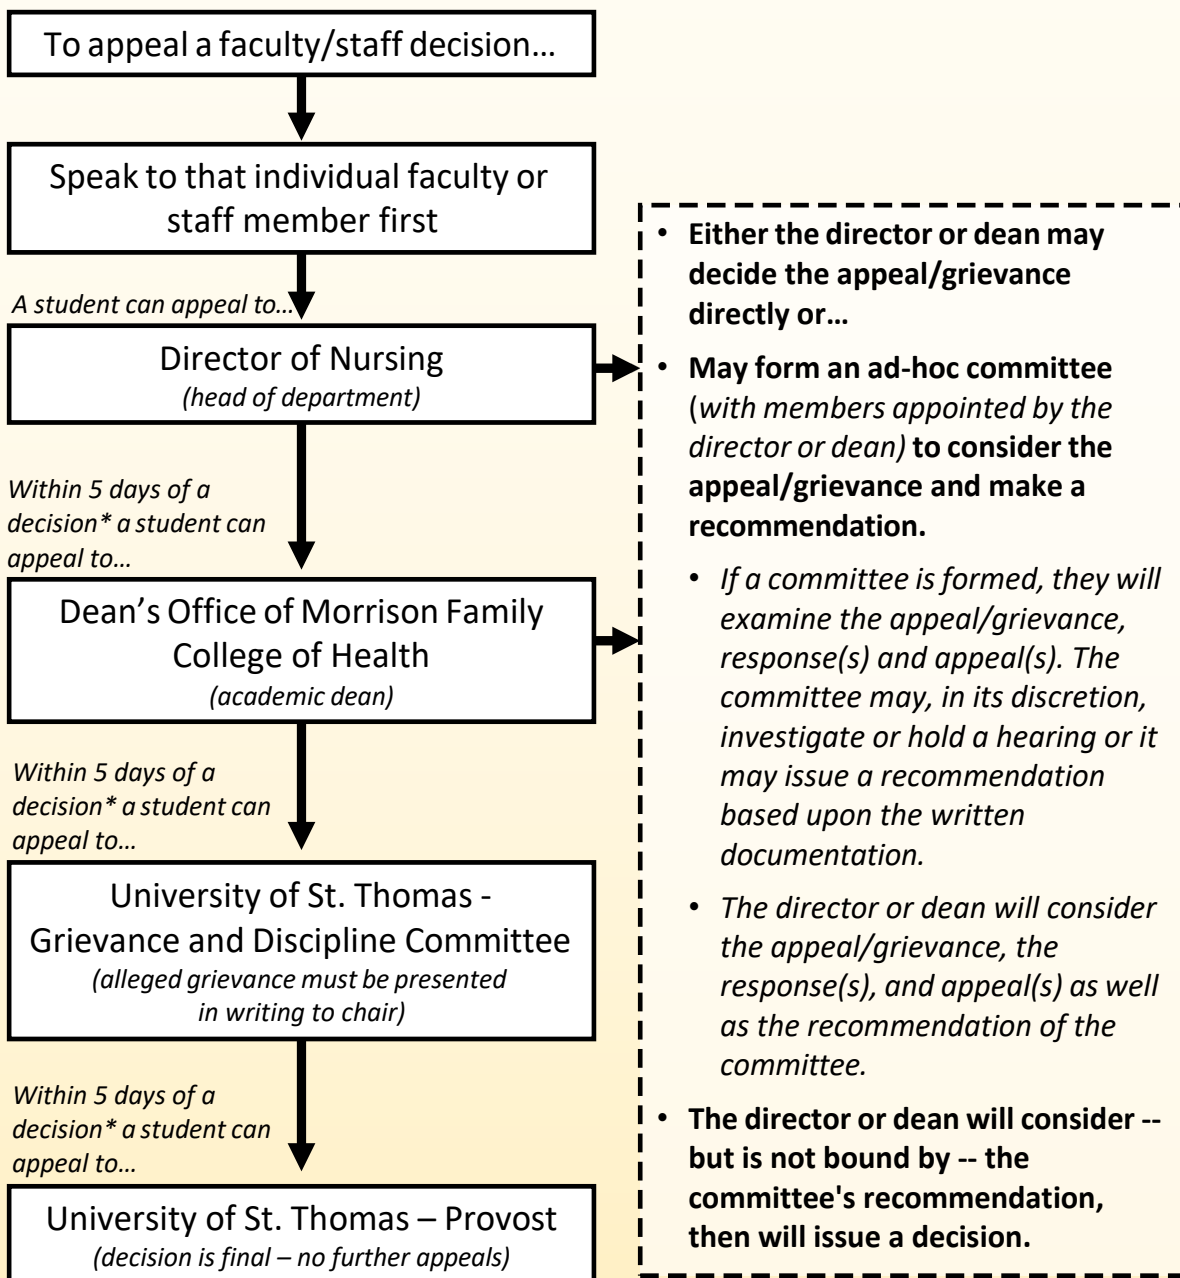 To appeal a faculty/staff decision…
Speak to that individual faculty or
staff member first
A student can appeal to…
Director of Nursing
(head of department)
Within 5 days of a
decision* a student can
appeal to…
Dean’s Office of Morrison Family
College of Health
(academic dean)
Within 5 days of a
decision* a student can
appeal to…
University of St. Thomas -
Grievance and Discipline Committee
(alleged grievance must be presented
in writing to chair)
Within 5 days of a
decision* a student can
appeal to…
University of St. Thomas – Provost
(decision is final – no further appeals)
• Either the director or dean may
decide the appeal/grievance
directly or…
• May form an ad-hoc committee
(with members appointed by the
director or dean) to consider the
appeal/grievance and make a
recommendation.
• If a committee is formed, they will
examine the appeal/grievance,
response(s) and appeal(s). The
committee may, in its discretion,
investigate or hold a hearing or it
may issue a recommendation
based upon the written
documentation.
• The director or dean will consider
the appeal/grievance, the
response(s), and appeal(s) as well
as the recommendation of the
committee.
• The director or dean will consider --
but is not bound by -- the
committee's recommendation,
then will issue a decision.